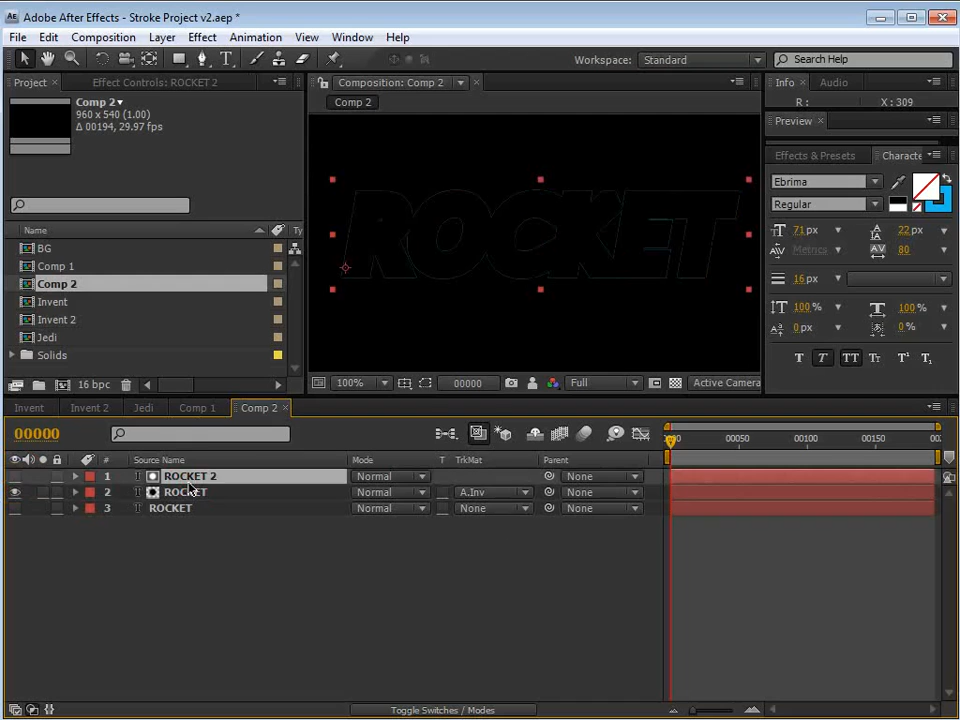 Ae Adobe After Effects - Stroke Project v2.aep *
File Edit Composition Layer Effect Animation View Window Help
T Workspace: Standard Search Help
Project Effect Controls: ROCKET 2 Composition: Comp 2 Info Audio
Comp 2 R : X : 309
960 x 540 (1.00)
Δ 00194, 29.97 fps
Comp 2
Preview
Effects & Presets Characte
ROCKET
Ebrima
Regular
Name Ty
71 px 22 px
BG Metrics 80
Comp 1
Comp 2 16 px
Invent 100 % 100 %
Invent 2 0 px 0 %
Jedi
Solids T T TT Tт T¹ T₁
16 bpc 100% 00000 Full Active Camera
Invent Invent 2 Jedi Comp 1 Comp 2
00000 00050 00100 00150
# Source Name Mode T TrkMat Parent
1 T ROCKET 2 Normal None
2 T ROCKET Normal A.Inv None
3 T ROCKET Normal None None
Toggle Switches / Modes